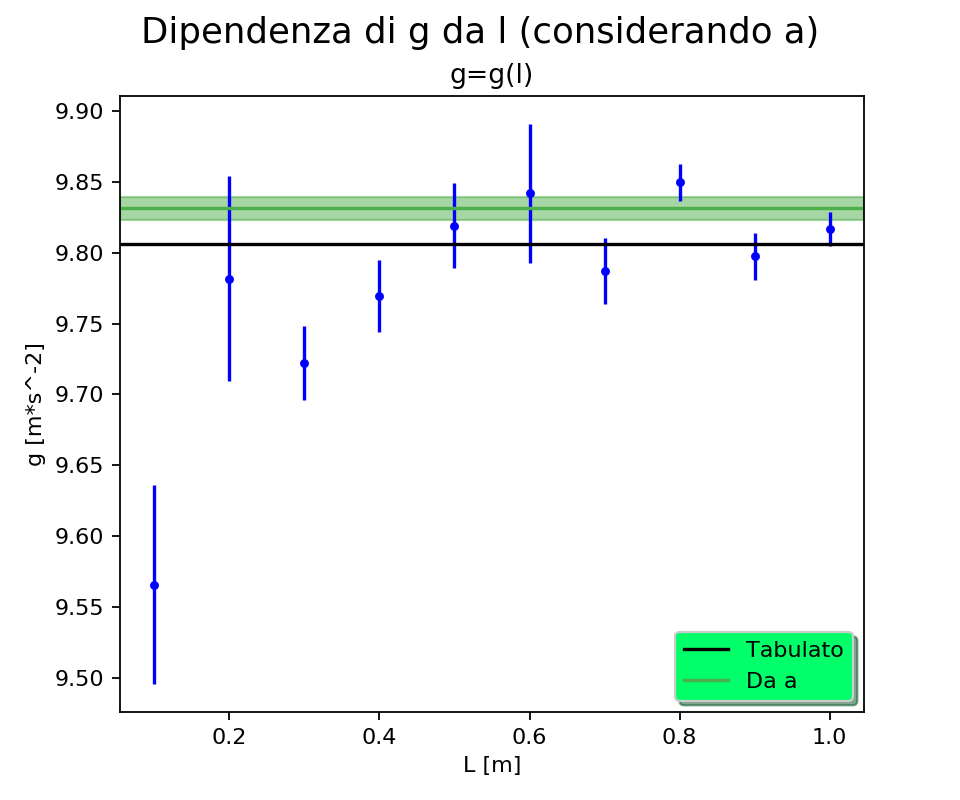 Dipendenza di g da l (considerando a)
g=g(l)
9.90
9.85
9.80
9.75
9.70
9.65
9.60
9.55
9.50
g [m*s^-2]
0.2 0.4 0.6 0.8 1.0
L [m]
Tabulato
Da a